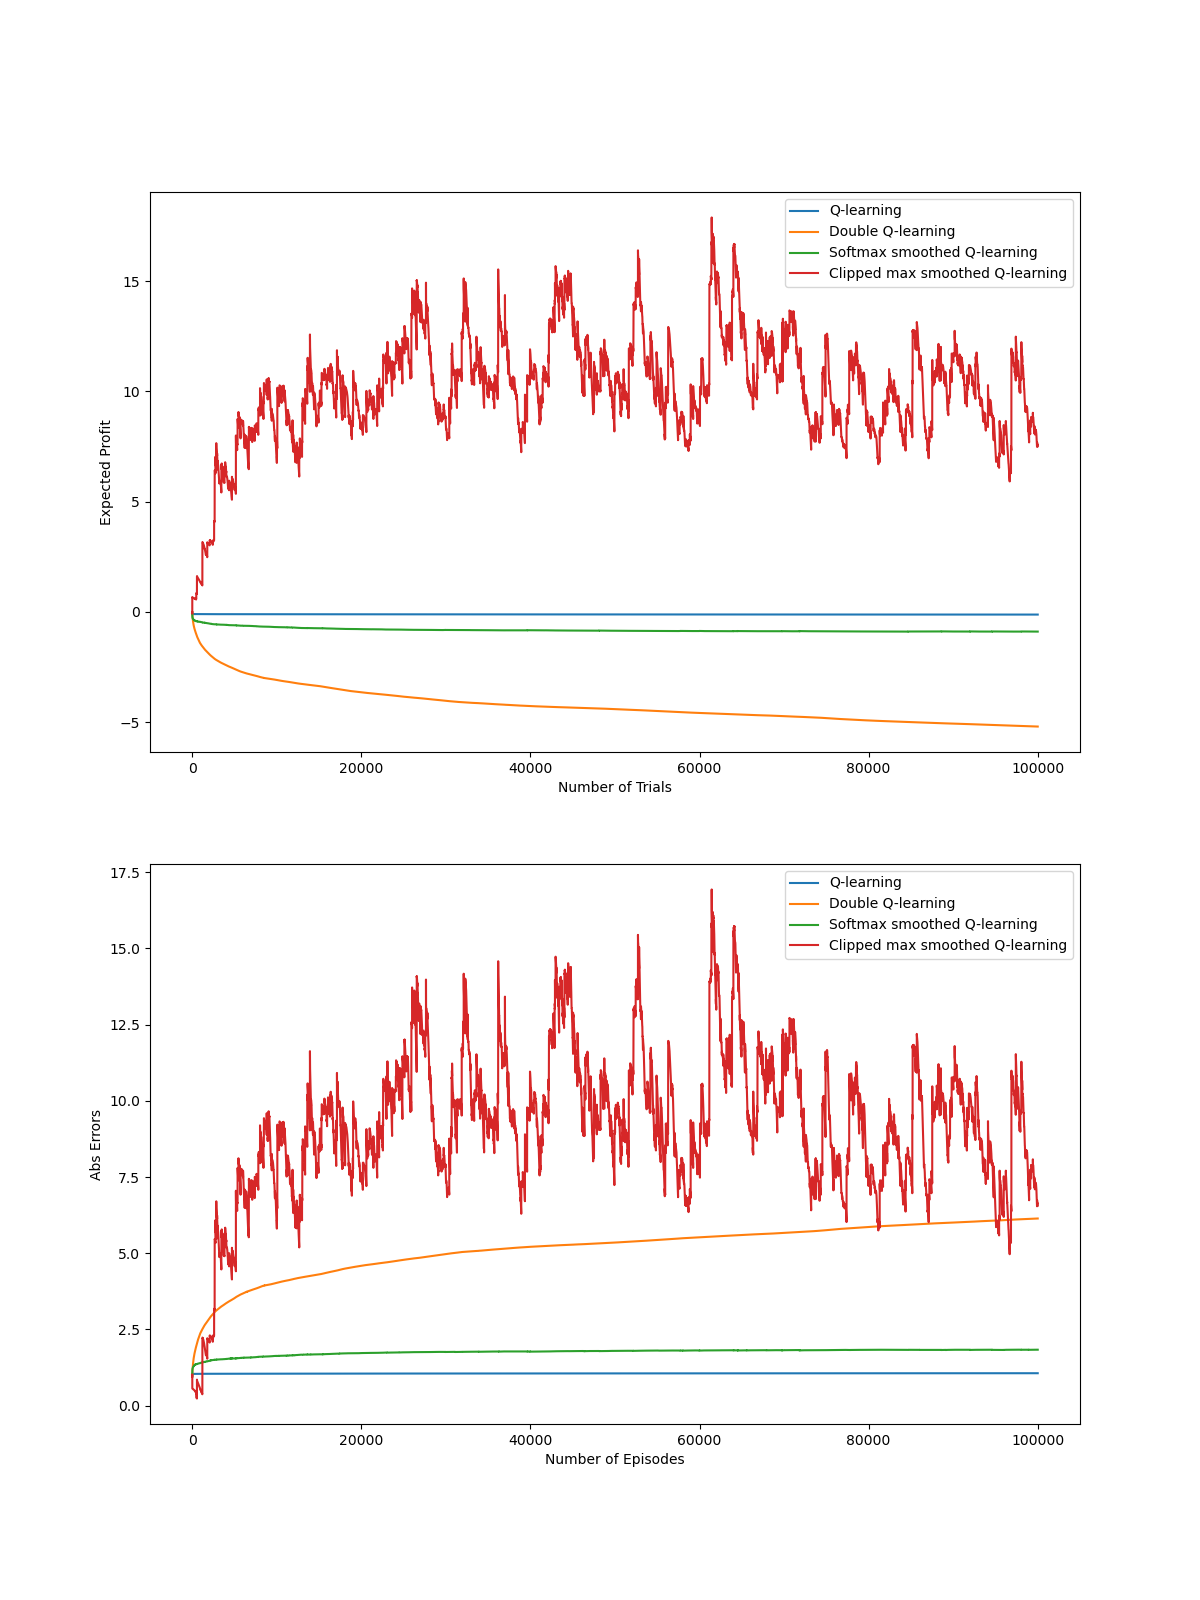 Q-learning
Double Q-learning
Softmax smoothed Q-learning
Clipped max smoothed Q-learning
15
10
5
0
−5
Expected Profit
0 20000 40000 60000 80000 100000
Number of Trials
Q-learning
Double Q-learning
Softmax smoothed Q-learning
Clipped max smoothed Q-learning
17.5
15.0
12.5
10.0
7.5
5.0
2.5
0.0
Abs Errors
0 20000 40000 60000 80000 100000
Number of Episodes